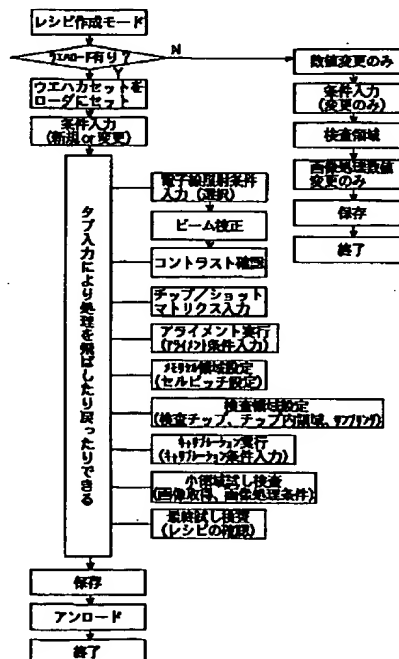 レシピ作成モード
ウエハロード有り?
N
Y
ウエハカセットを
ローダにセット
条件入力
(新規or変更)
タブ入力により処理を飛ばしたり戻ったりできる
電子線照射条件
入力(選択)
ビーム校正
コントラスト確認
チップ/ショット
マトリクス入力
アライメント実行
(アライメント条件入力)
メモリセル領域設定
(セルピッチ設定)
検査領域設定
(検査チップ、チップ内領域、サンプリング)
キャリブレーション実行
(キャリブレーション条件入力)
小領域試し検査
(画像取得、画像処理条件)
最終試し検査
(レシピの確認)
保存
アンロード
終了
数値変更のみ
条件入力
(変更のみ)
検査領域
画像処理数値
変更のみ
保存
終了